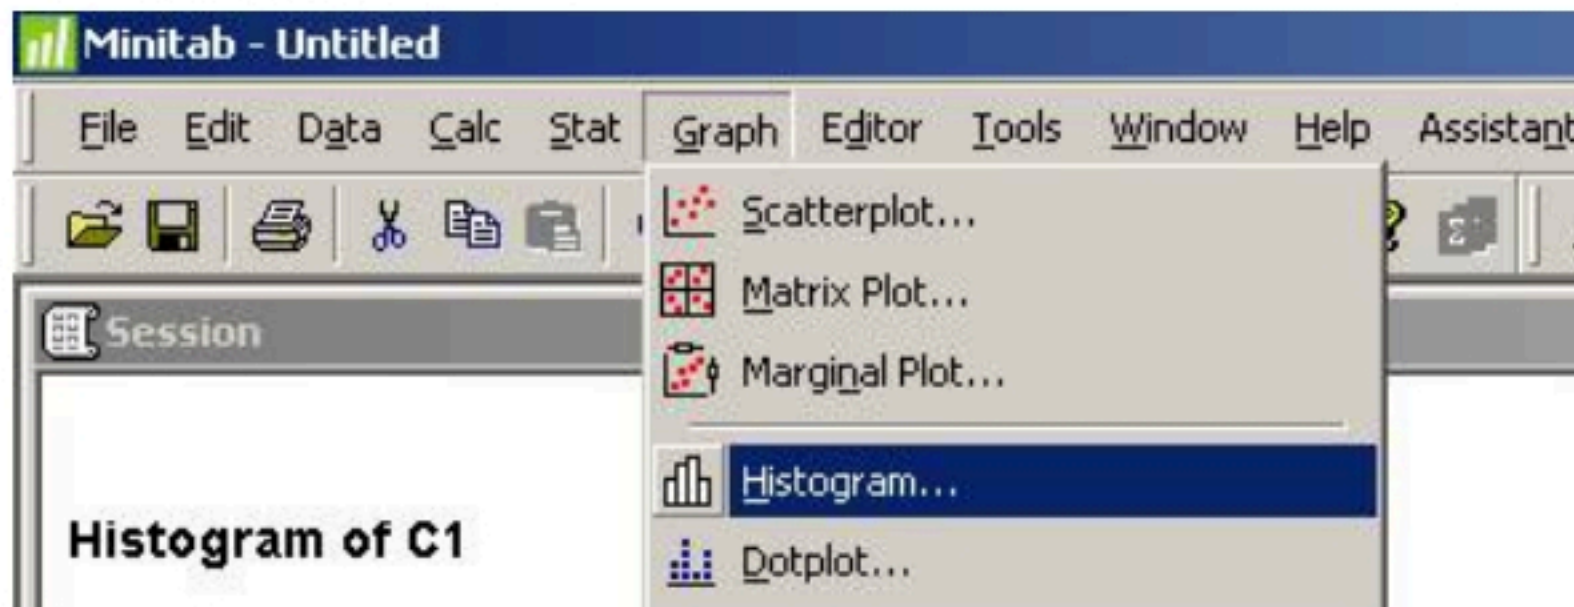 Minitab - Untitled
File Edit Data Calc Stat Graph Editor Tools Window Help Assistant
Scatterplot...
Matrix Plot...
Session
Marginal Plot...
Histogram...
Histogram of C1
Dotplot...